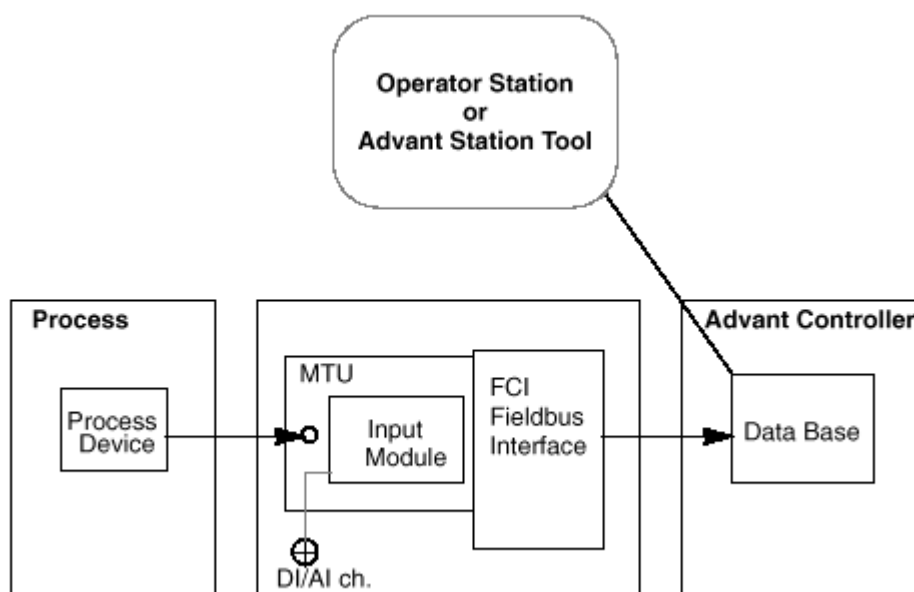 Operator Station
or
Advant Station Tool
Process
Advant Controller
MTU
FCI
Fieldbus
Interface
Process
Device
Input
Module
Data Base
DI/AI ch.